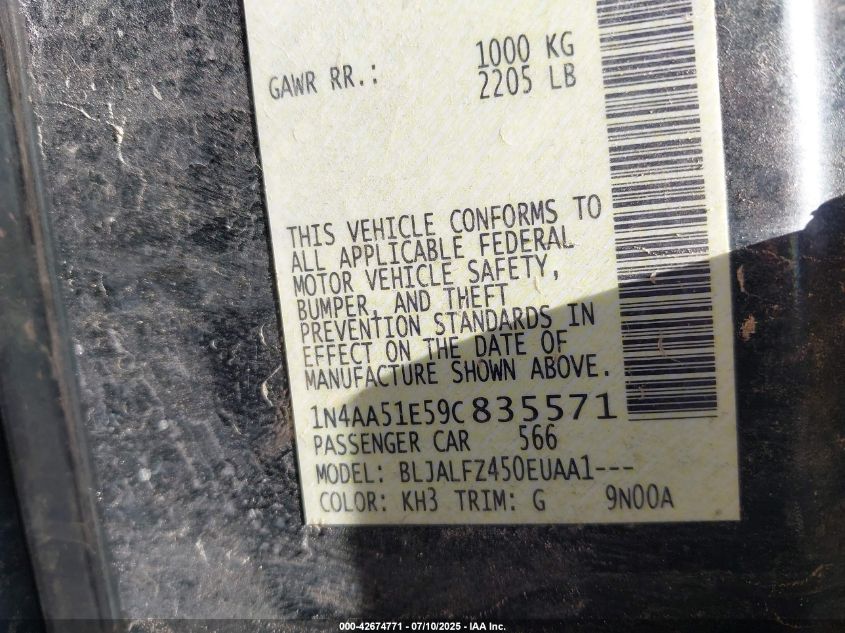 GAWR RR.: 1000 KG
2205 LB
THIS VEHICLE CONFORMS TO
ALL APPLICABLE FEDERAL
MOTOR VEHICLE SAFETY,
BUMPER, AND THEFT
PREVENTION STANDARDS IN
EFFECT ON THE DATE OF
MANUFACTURE SHOWN ABOVE.
1N4AA51E59C835571
PASSENGER CAR 566
MODEL: BLJALFZ450EUAA1---
COLOR: KH3 TRIM: G 9N00A
000-42674771 - 07/10/2025 - IAA Inc.